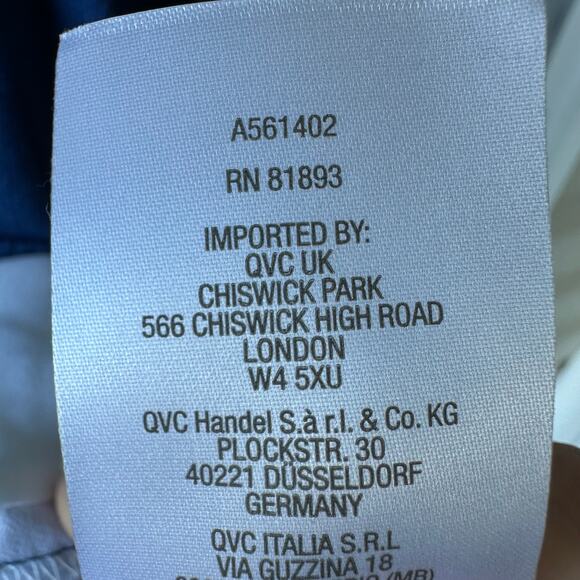 A561402
RN 81893
IMPORTED BY:
QVC UK
CHISWICK PARK
566 CHISWICK HIGH ROAD
LONDON
W4 5XU
QVC Handel S.à r.l. & Co. KG
PLOCKSTR. 30
40221 DÜSSELDORF
GERMANY
QVC ITALIA S.R.L
VIA GUZZINA 18
(MB)